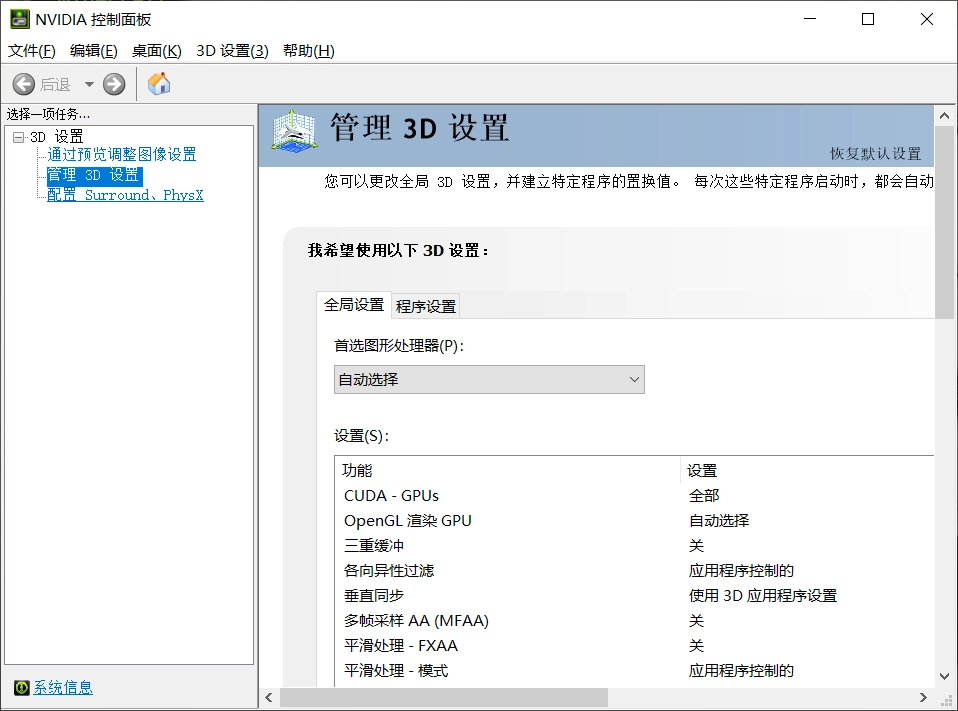 NVIDIA 控制面板
文件(F) 编辑(E) 桌面(K) 3D 设置(3) 帮助(H)
后退
选择一项任务...
3D 设置
通过预览调整图像设置
管理 3D 设置
配置 Surround、PhysX
系统信息
管理 3D 设置
恢复默认设置
您可以更改全局 3D 设置，并建立特定程序的置换值。 每次这些特定程序启动时，都会自动
我希望使用以下 3D 设置：
全局设置 程序设置
首选图形处理器(P)：
自动选择
设置(S)：
功能 设置
CUDA - GPUs 全部
OpenGL 渲染 GPU 自动选择
三重缓冲 关
各向异性过滤 应用程序控制的
垂直同步 使用 3D 应用程序设置
多帧采样 AA (MFAA) 关
平滑处理 - FXAA 关
平滑处理 - 模式 应用程序控制的